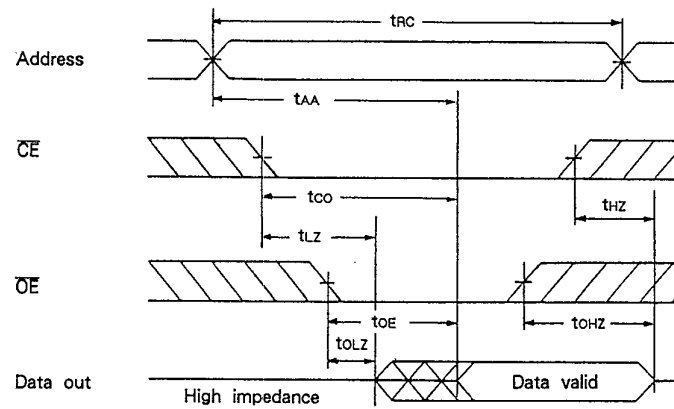 tRC
Address
tAA
CE
tCO
tHZ
tLZ
OE
tOE
tOHZ
tOLZ
Data out
High impedance
Data valid